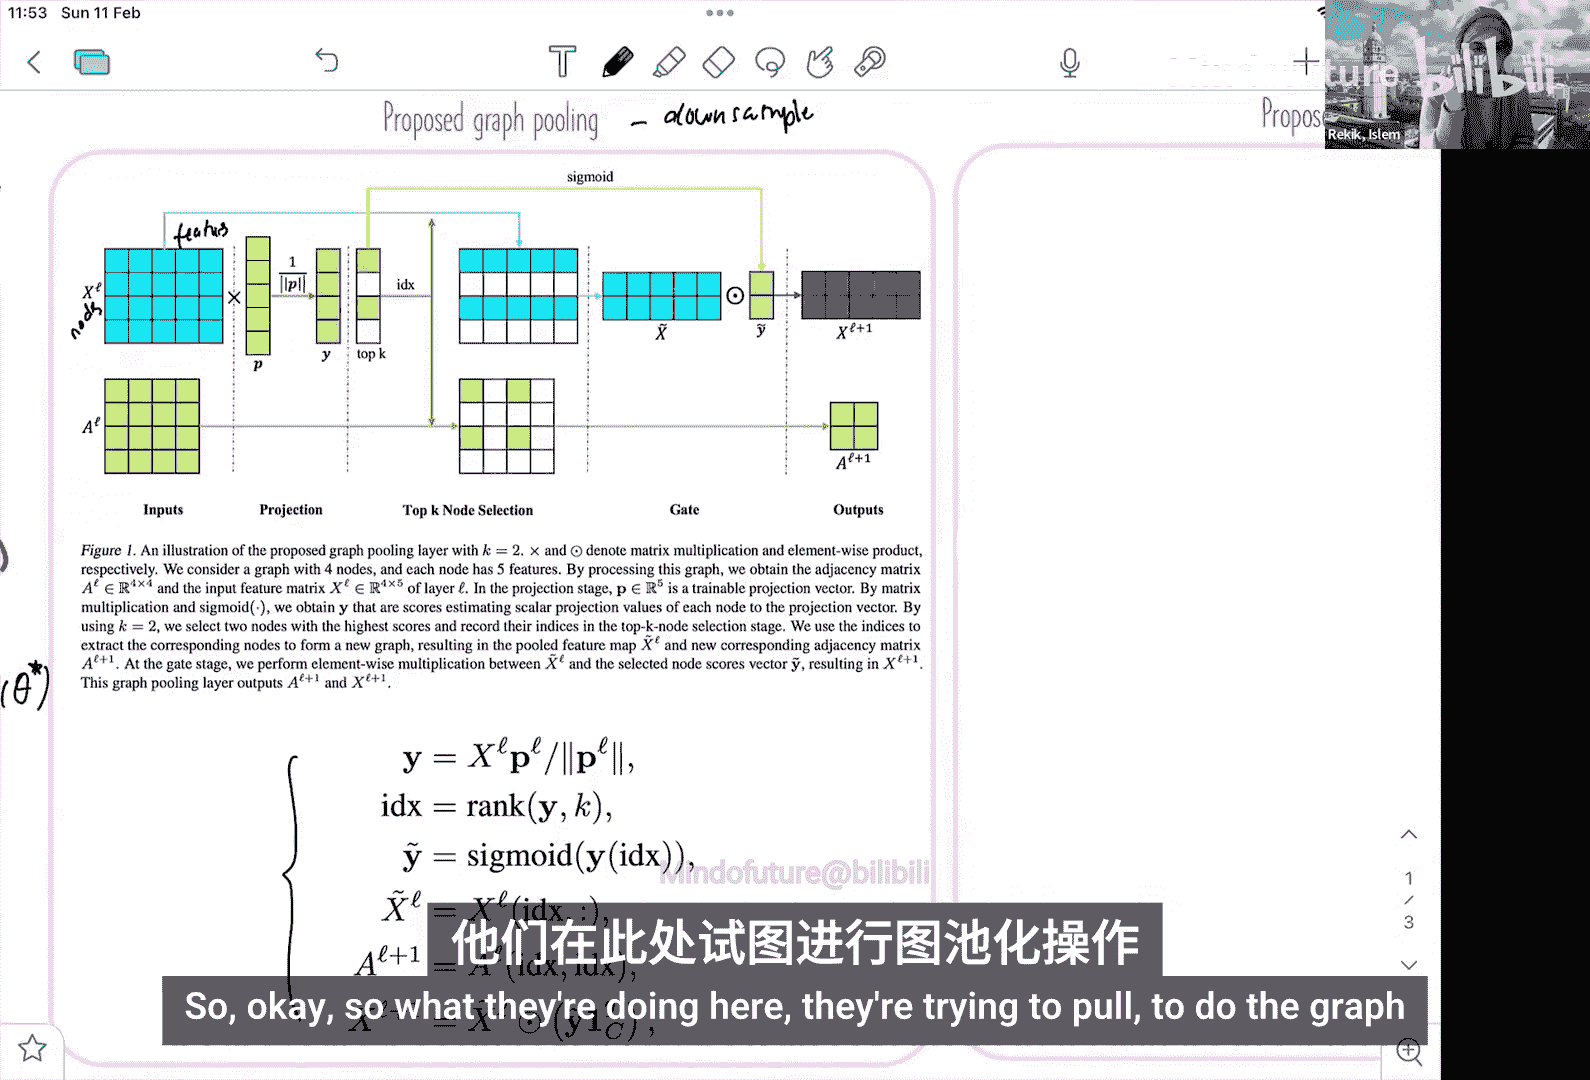 11:53 Sun 11 Feb
ture bilibili
Rekik, Islem
Proposed graph pooling - downsample
Propos
sigmoid
features
X^ℓ
nodes
×
1
||p||
idx
p
y
top k
X̃
⊙
ỹ
X^{ℓ+1}
A^ℓ
A^{ℓ+1}
Inputs Projection Top k Node Selection Gate Outputs
Figure 1. An illustration of the proposed graph pooling layer with k = 2. × and ⊙ denote matrix multiplication and element-wise product,
respectively. We consider a graph with 4 nodes, and each node has 5 features. By processing this graph, we obtain the adjacency matrix
A^ℓ ∈ ℝ^{4×4} and the input feature matrix X^ℓ ∈ ℝ^{4×5} of layer ℓ. In the projection stage, p ∈ ℝ^5 is a trainable projection vector. By matrix
multiplication and sigmoid(·), we obtain y that are scores estimating scalar projection values of each node to the projection vector. By
using k = 2, we select two nodes with the highest scores and record their indices in the top-k-node selection stage. We use the indices to
extract the corresponding nodes to form a new graph, resulting in the pooled feature map X̃^ℓ and new corresponding adjacency matrix
A^{ℓ+1}. At the gate stage, we perform element-wise multiplication between X̃^ℓ and the selected node scores vector ỹ, resulting in X^{ℓ+1}.
This graph pooling layer outputs A^{ℓ+1} and X^{ℓ+1}.
(θ*)
y = X^ℓ p^ℓ / ||p^ℓ||,
idx = rank(y, k),
ỹ = sigmoid(y(idx)),
Mindofuture@bilibili
X̃^ℓ = X^ℓ(idx, :),
A^{ℓ+1} = A^ℓ(idx, idx),
1
/
3
他们在此处试图进行图池化操作
So, okay, so what they're doing here, they're trying to pull, to do the graph